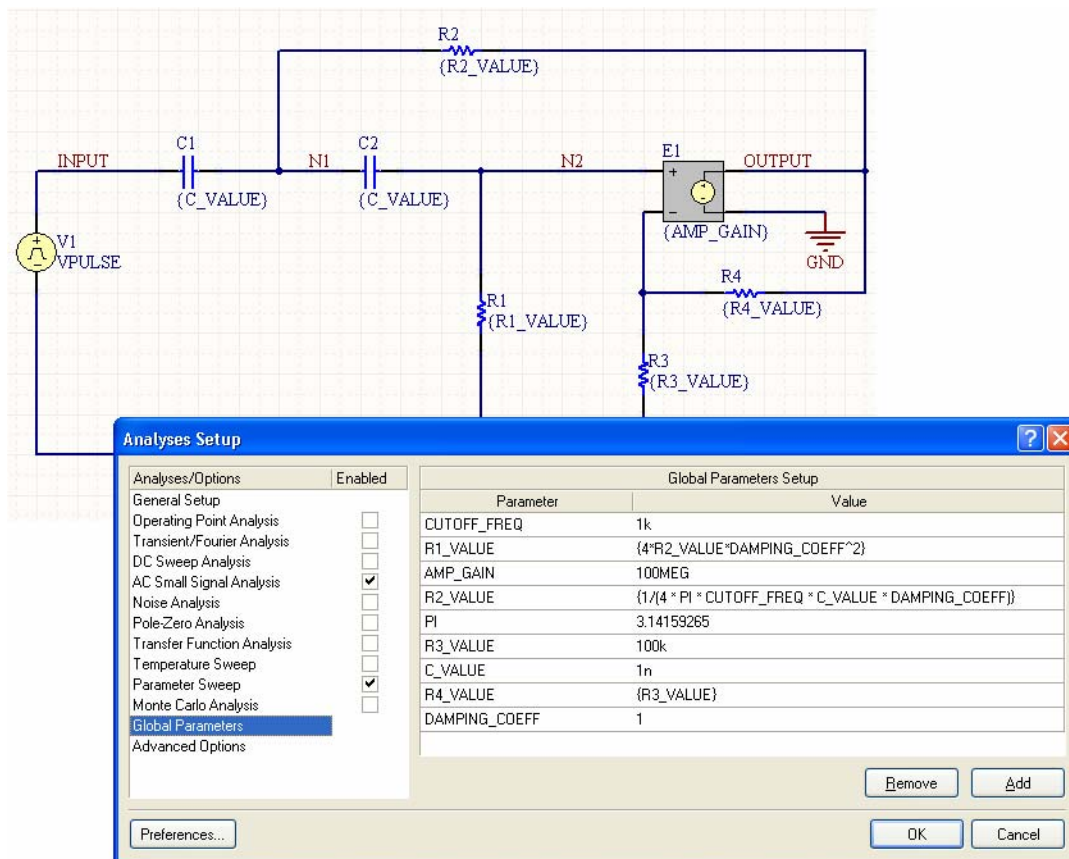 R2
{R2_VALUE}
INPUT
C1
{C_VALUE}
N1
C2
{C_VALUE}
N2
E1
+
-
{AMP_GAIN}
OUTPUT
GND
V1
VPULSE
R1
{R1_VALUE}
R4
{R4_VALUE}
R3
{R3_VALUE}
Analyses Setup
Analyses/Options Enabled
General Setup
Operating Point Analysis
Transient/Fourier Analysis
DC Sweep Analysis
AC Small Signal Analysis
Noise Analysis
Pole-Zero Analysis
Transfer Function Analysis
Temperature Sweep
Parameter Sweep
Monte Carlo Analysis
Global Parameters
Advanced Options
Global Parameters Setup
Parameter Value
CUTOFF_FREQ 1k
R1_VALUE {4*R2_VALUE*DAMPING_COEFF^2}
AMP_GAIN 100MEG
R2_VALUE {1/(4 * PI * CUTOFF_FREQ * C_VALUE * DAMPING_COEFF)}
PI 3.14159265
R3_VALUE 100k
C_VALUE 1n
R4_VALUE {R3_VALUE}
DAMPING_COEFF 1
Remove Add
Preferences... OK Cancel